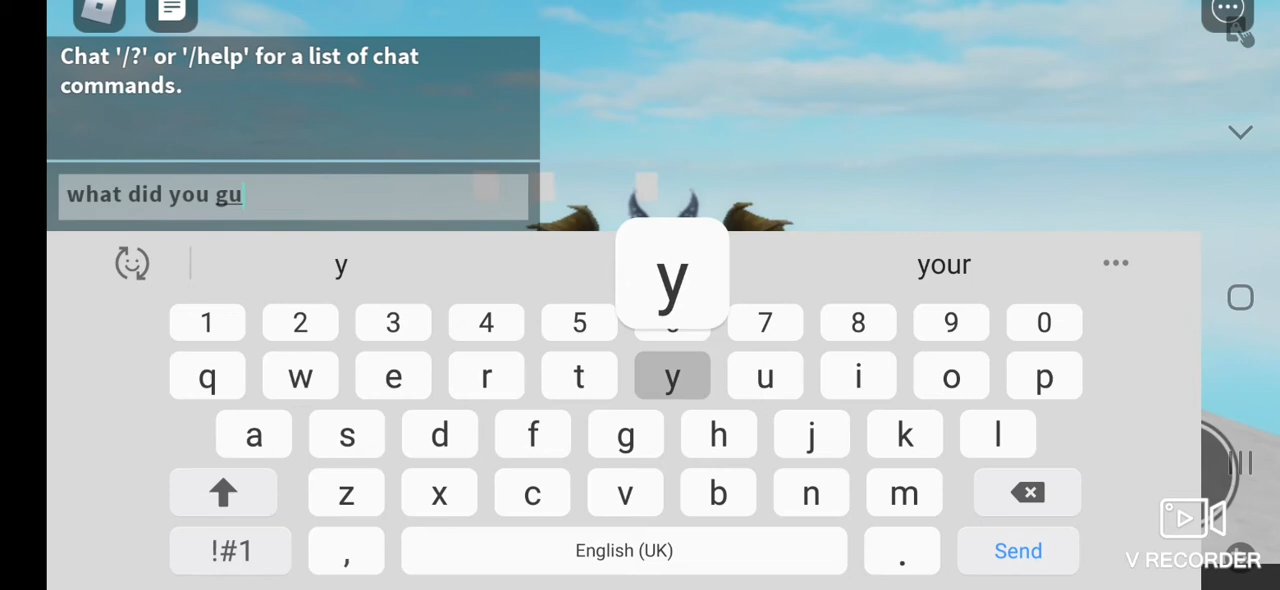 Chat '/?' or '/help' for a list of chat
commands.
what did you gu
y your
y
1 2 3 4 5 7 8 9 0
q w e r t y u i o p
a s d f g h j k l
z x c v b n m
!#1 , English (UK) . Send
V RECORDER